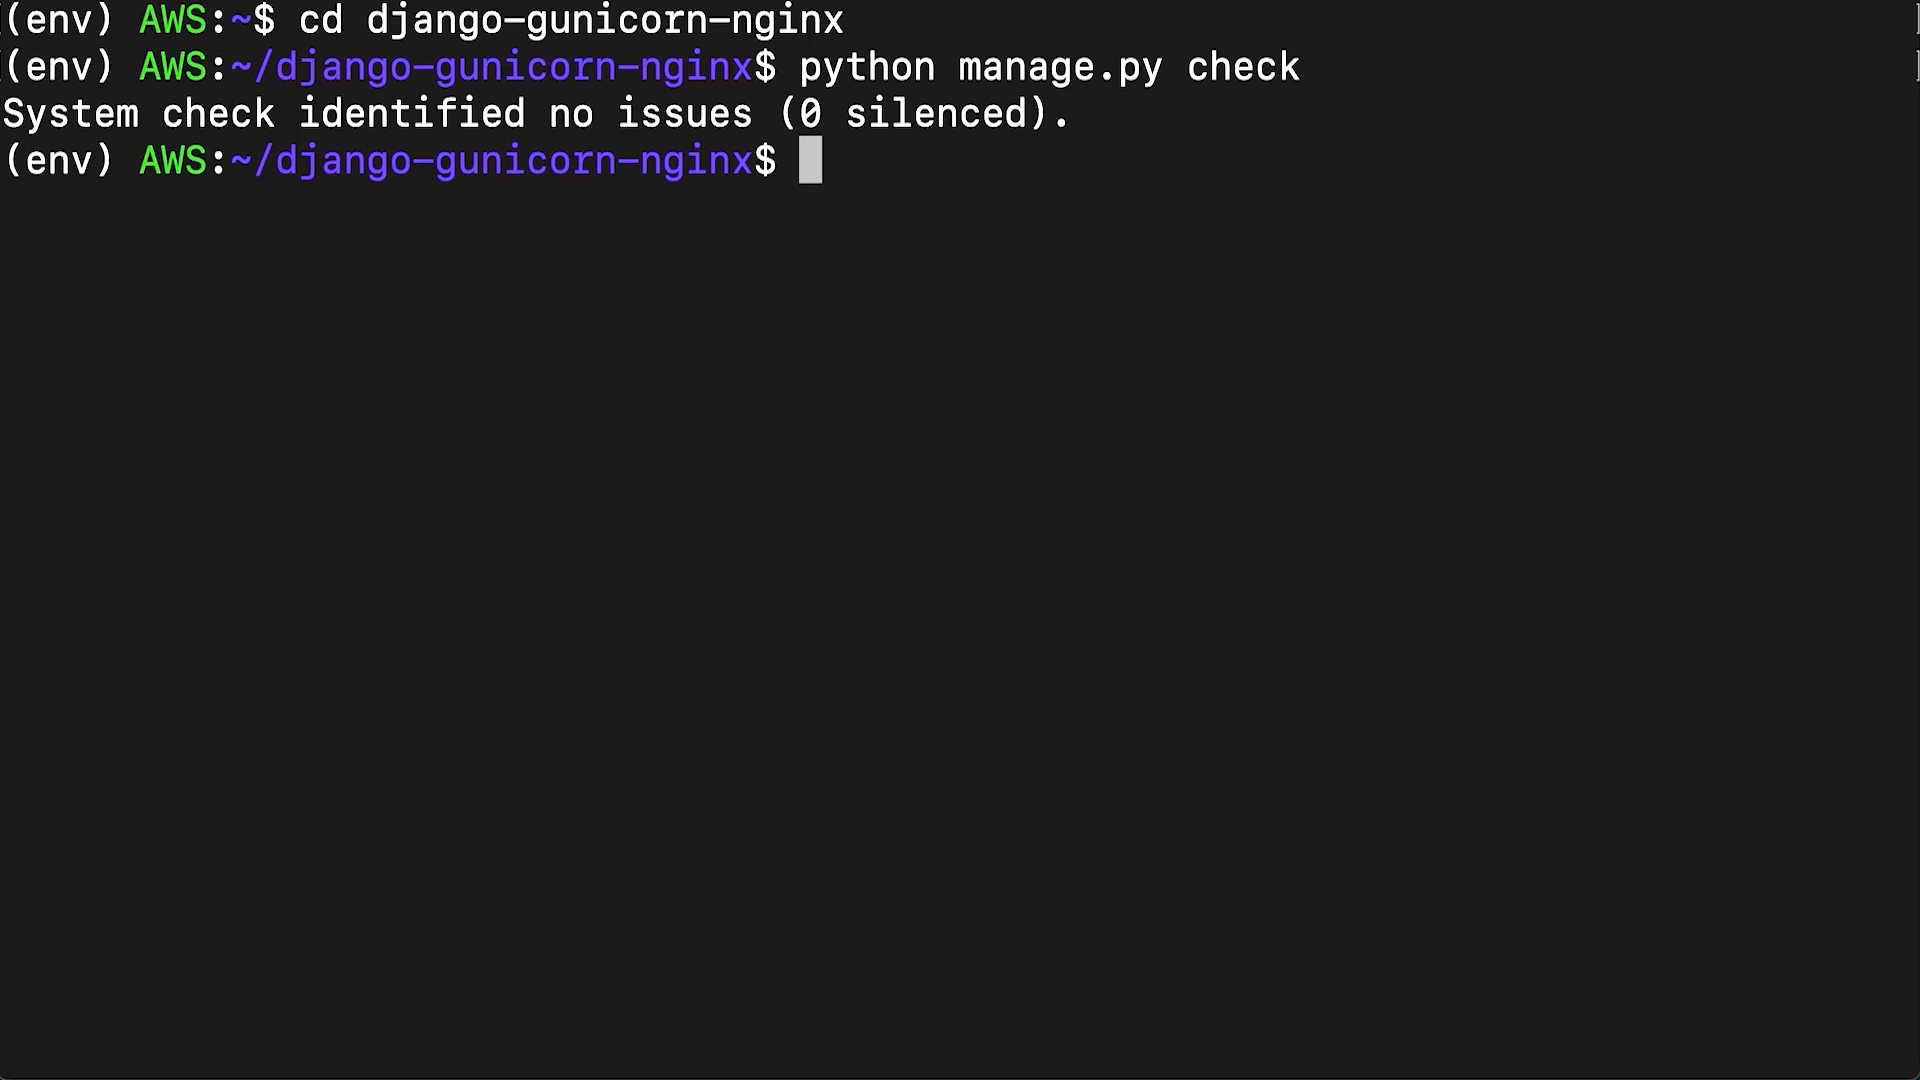 (env) AWS:~$ cd django-gunicorn-nginx
(env) AWS:~/django-gunicorn-nginx$ python manage.py check
System check identified no issues (0 silenced).
(env) AWS:~/django-gunicorn-nginx$